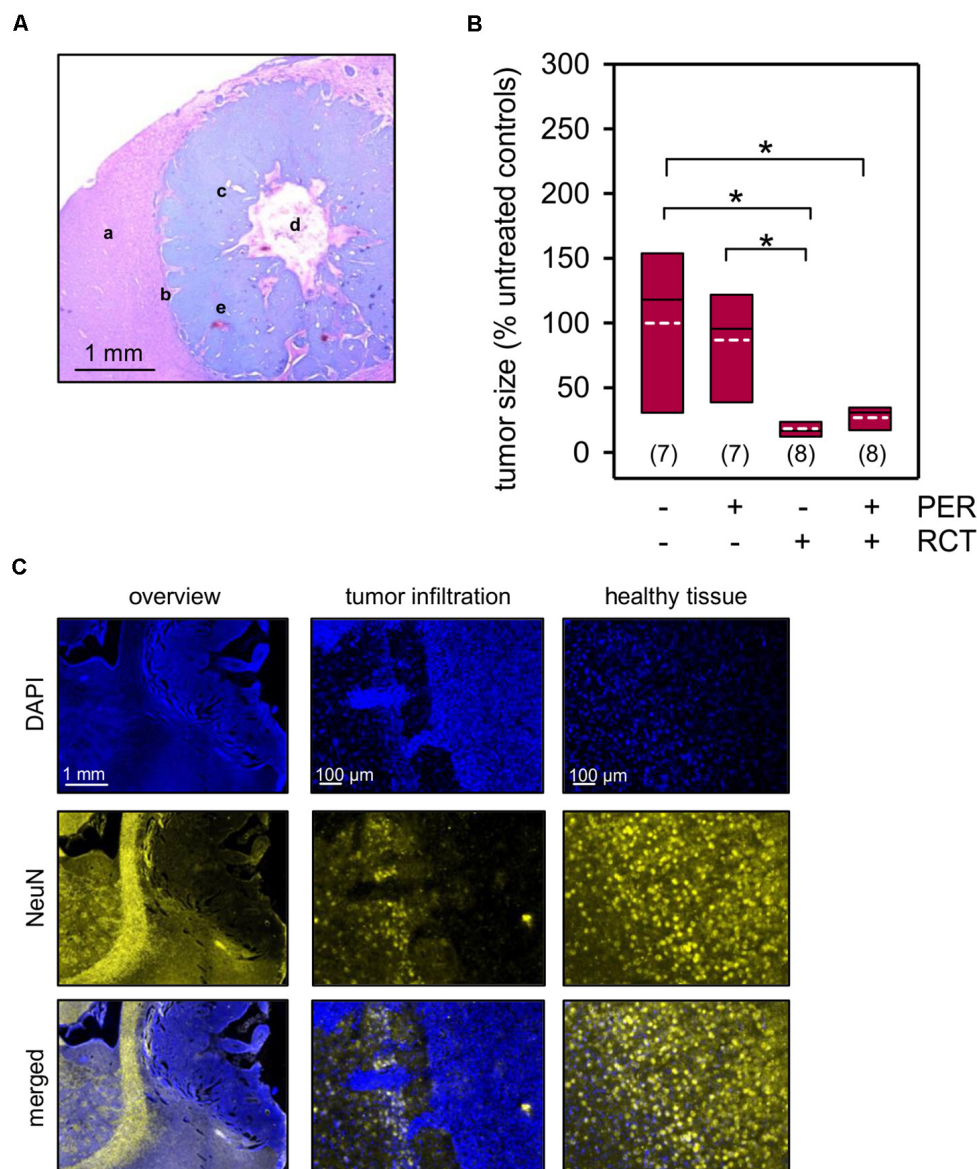 A
a
b
c
d
e
1 mm
B
tumor size (% untreated controls)
300
250
200
150
100
50
0
*
*
*
(7) (7) (8) (8)
- + - + PER
- - + + RCT
C
overview tumor infiltration healthy tissue
DAPI
1 mm 100 µm 100 µm
NeuN
merged